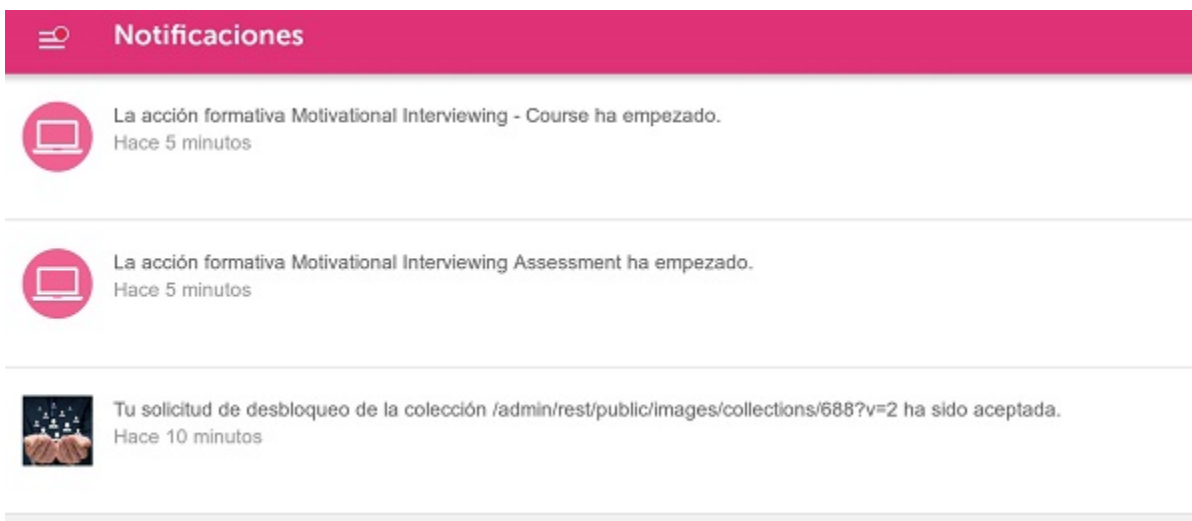 Notificaciones
La acción formativa Motivational Interviewing - Course ha empezado.
Hace 5 minutos
La acción formativa Motivational Interviewing Assessment ha empezado.
Hace 5 minutos
Tu solicitud de desbloqueo de la colección /admin/rest/public/images/collections/688?v=2 ha sido aceptada.
Hace 10 minutos